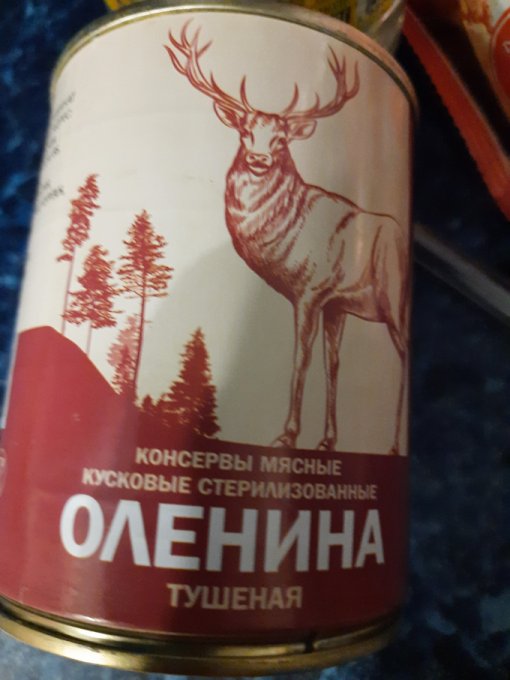 КОНСЕРВЫ МЯСНЫЕ
КУСКОВЫЕ СТЕРИЛИЗОВАННЫЕ
ОЛЕНИНА
ТУШЕНАЯ